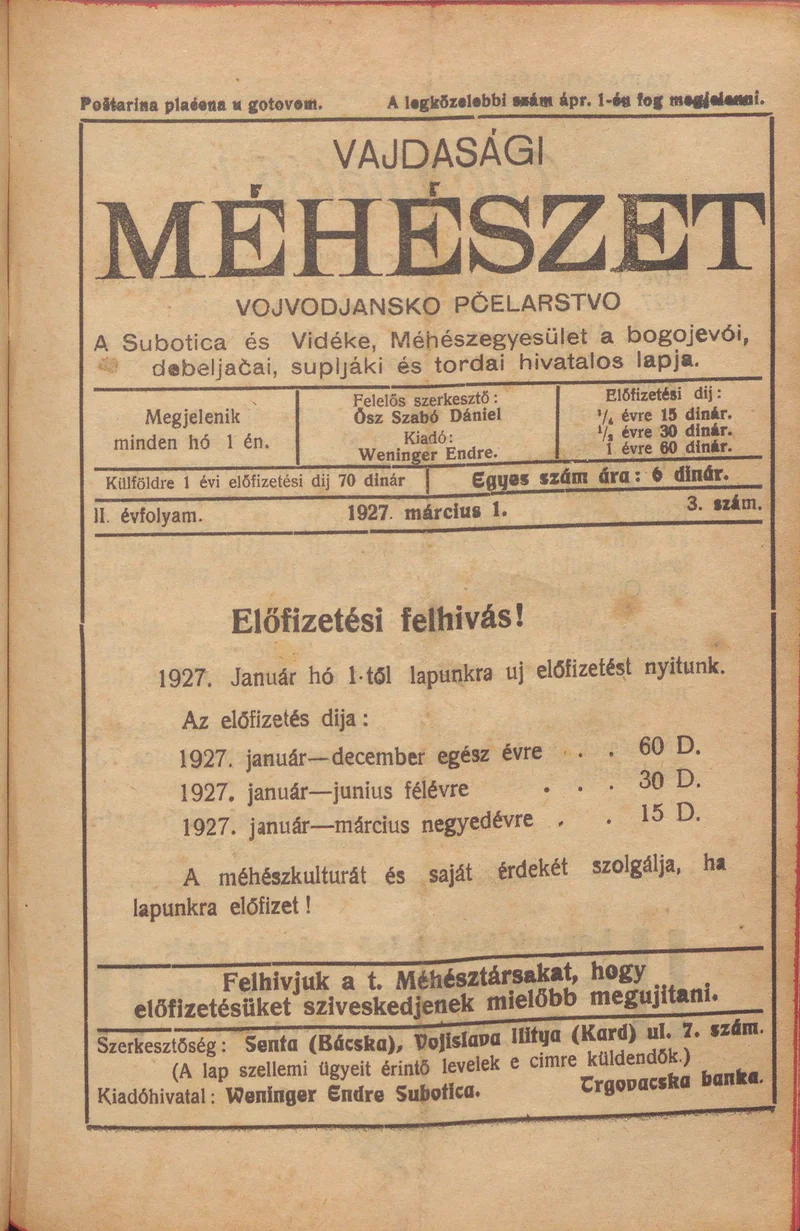 Poštarina plaćena u gotovom. A legközelebbi szám ápr. 1-én fog megjelenni.
VAJDASÁGI
MÉHÉSZET
VOJVODJANSKO PČELARSTVO
A Subotica és Vidéke, Méhészegyesület a bogojevói,
debeljačai, supljáki és tordai hivatalos lapja.
Megjelenik
minden hó 1 én.
Felelős szerkesztő:
Ősz Szabó Dániel
Kiadó:
Weninger Endre.
Előfizetési dij:
¼ évre 15 dinár.
½ évre 30 dinár.
1 évre 60 dinár.
Külföldre 1 évi előfizetési dij 70 dinár
Egyes szám ára: 6 dinár.
II. évfolyam. 1927. március 1. 3. szám.
Előfizetési felhivás!
1927. Január hó 1-től lapunkra uj előfizetést nyitunk.
Az előfizetés dija:
1927. január—december egész évre . . 60 D.
1927. január—junius félévre . . . 30 D.
1927. január—március negyedévre . . 15 D.
A méhészkulturát és saját érdekét szolgálja, ha
lapunkra előfizet!
Felhivjuk a t. Méhésztársakat, hogy
előfizetésüket sziveskedjenek mielőbb megujitani.
Szerkesztőség: Senta (Bácska), Vojislava Ilitya (Kard) ul. 7. szám.
(A lap szellemi ügyeit érintő levelek e cimre küldendők.)
Kiadóhivatal: Weninger Endre Subotica. Trgovacska banka.